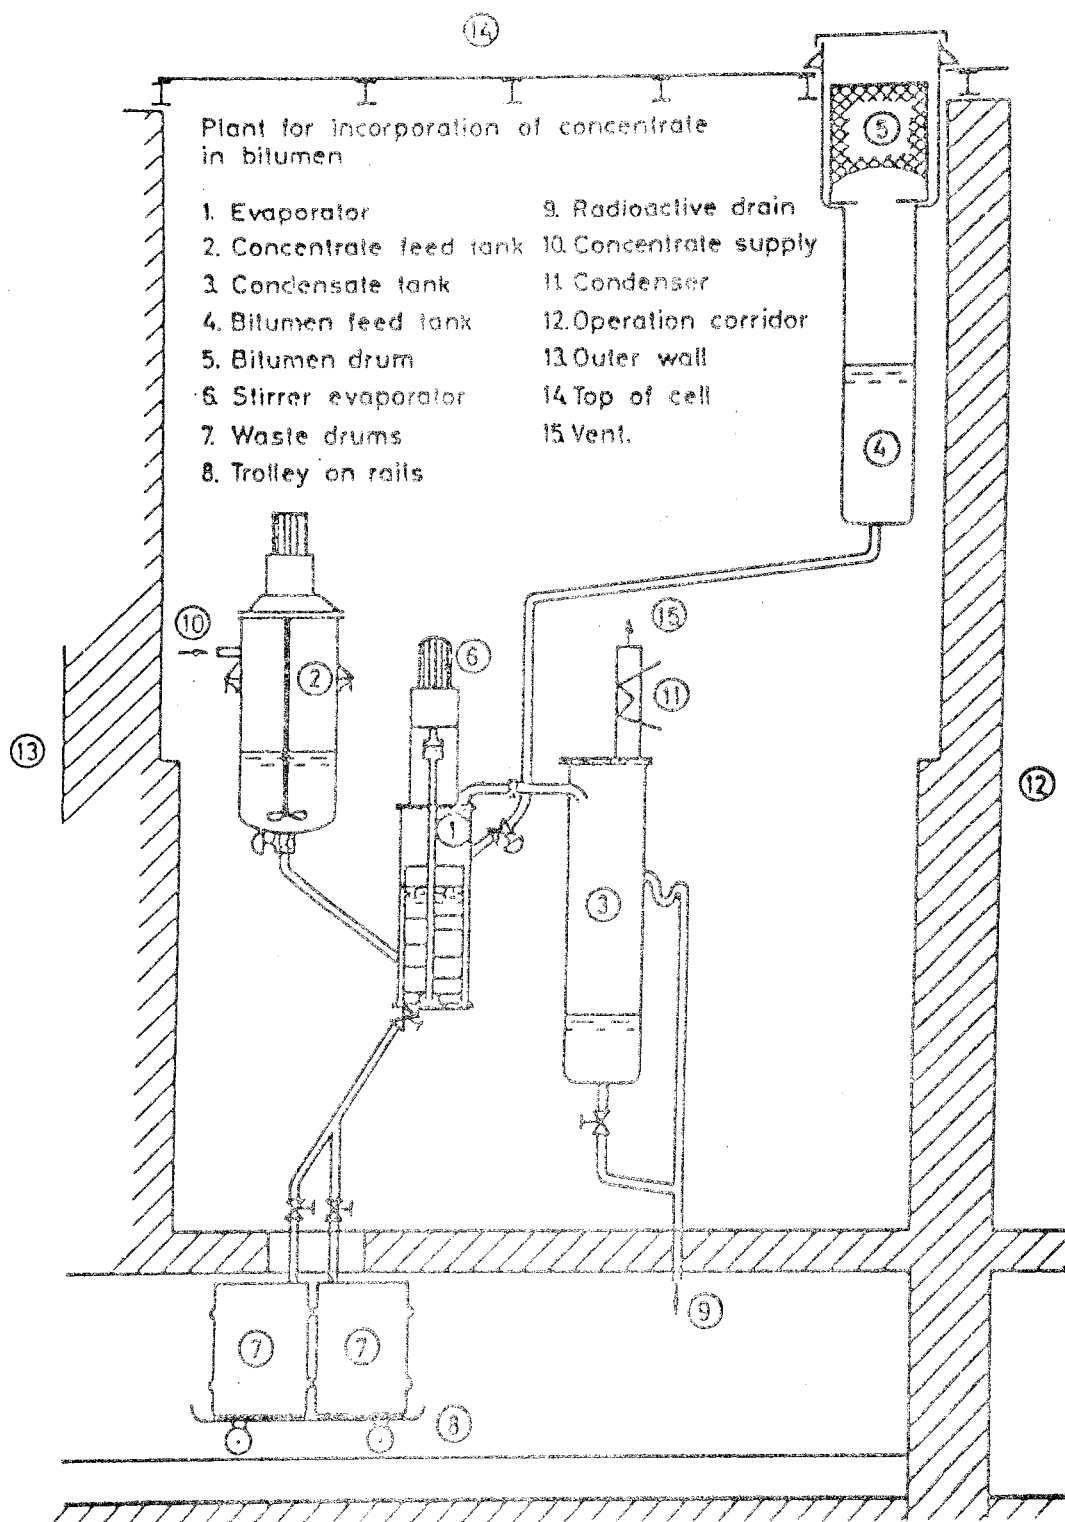 14
Plant for incorporation of concentrate
in bitumen
1. Evaporator
2. Concentrate feed tank
3. Condensate tank
4. Bitumen feed tank
5. Bitumen drum
6. Stirrer evaporator
7. Waste drums
8. Trolley on rails
9. Radioactive drain
10. Concentrate supply
11 Condenser
12. Operation corridor
13. Outer wall
14. Top of cell
15. Vent.
5
4
10
2
6
15
11
13
12
1
3
9
7
7
8